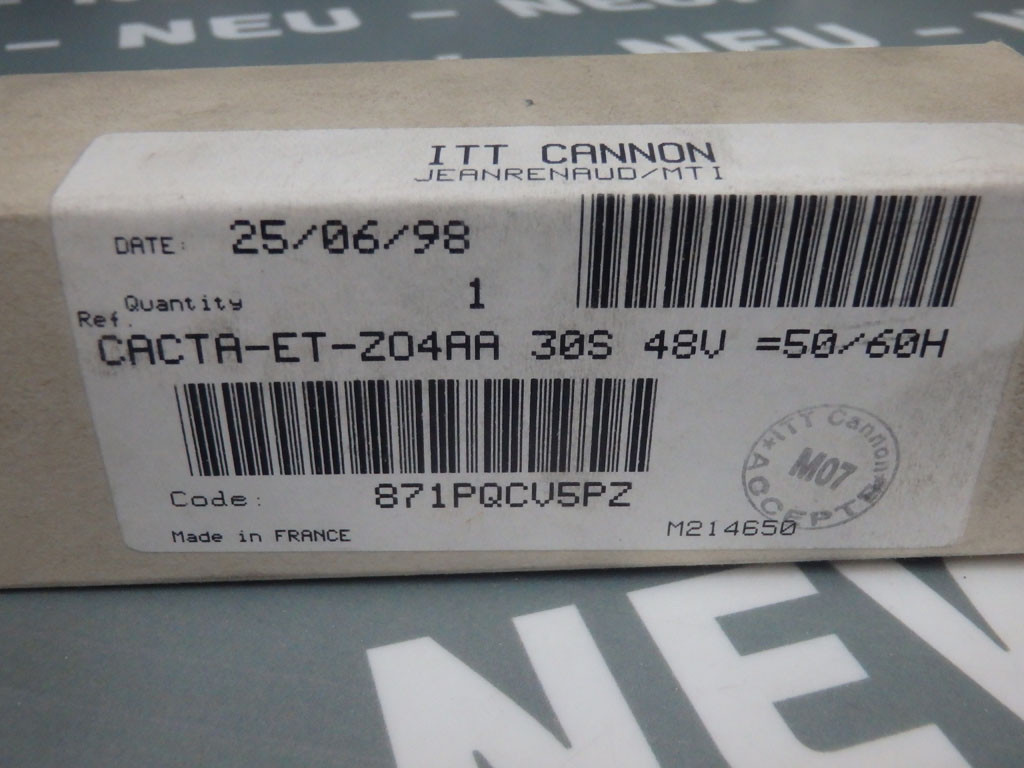 NEU
NEU
ITT CANNON
JEANRENAUD/MTI
DATE: 25/06/98
Quantity 1
Ref.
CACTA-ET-Z04AA 30S 48V =50/60H
ITT Cannon
M07
ACCEPTE
Code: 871PQCV5PZ
M214650
Made in FRANCE
NEW